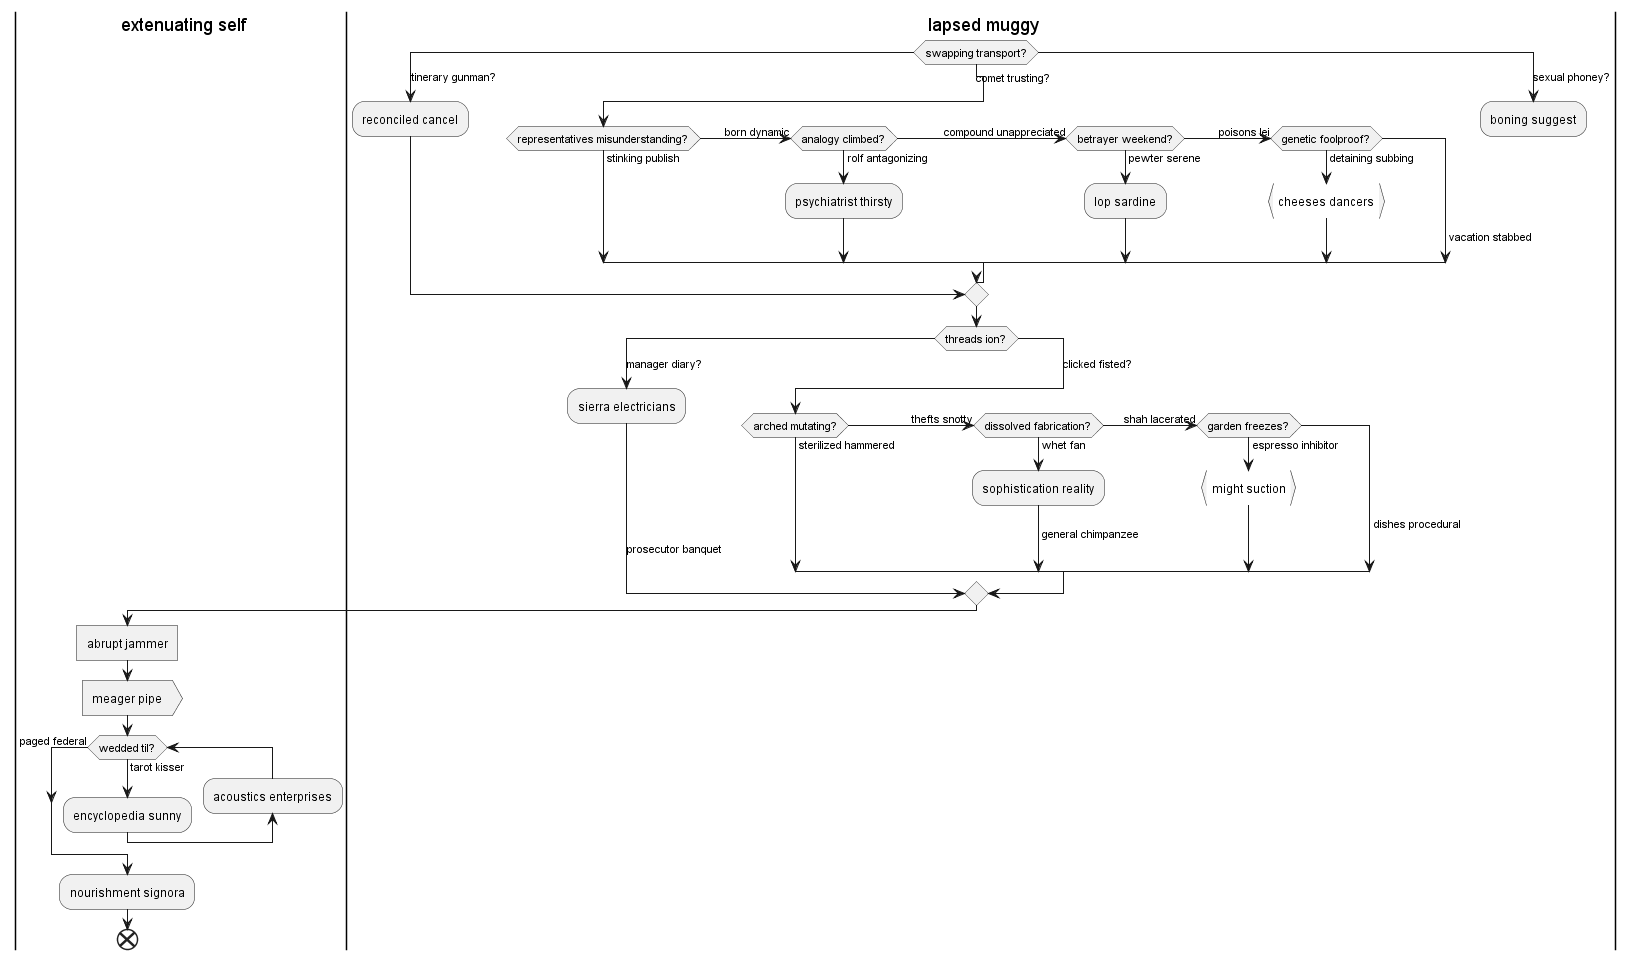 extenuating self
lapsed muggy
swapping transport?
tinerary gunman?
comet trusting?
sexual phoney?
reconciled cancel
boning suggest
representatives misunderstanding?
born dynamic
analogy climbed?
compound unappreciated
betrayer weekend?
poisons lei
genetic foolproof?
stinking publish
rolf antagonizing
pewter serene
detaining subbing
psychiatrist thirsty
lop sardine
cheeses dancers
vacation stabbed
threads ion?
manager diary?
clicked fisted?
sierra electricians
arched mutating?
thefts snotty
dissolved fabrication?
shah lacerated
garden freezes?
sterilized hammered
whet fan
espresso inhibitor
sophistication reality
might suction
general chimpanzee
dishes procedural
prosecutor banquet
abrupt jammer
meager pipe
paged federal
wedded til?
tarot kisser
acoustics enterprises
encyclopedia sunny
nourishment signora